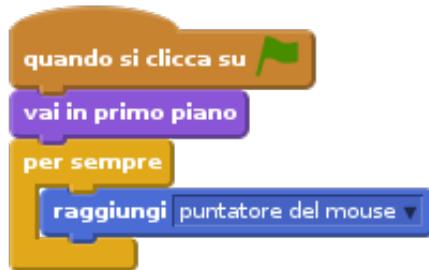 quando si clicca su
vai in primo piano
per sempre
raggiungi puntatore del mouse